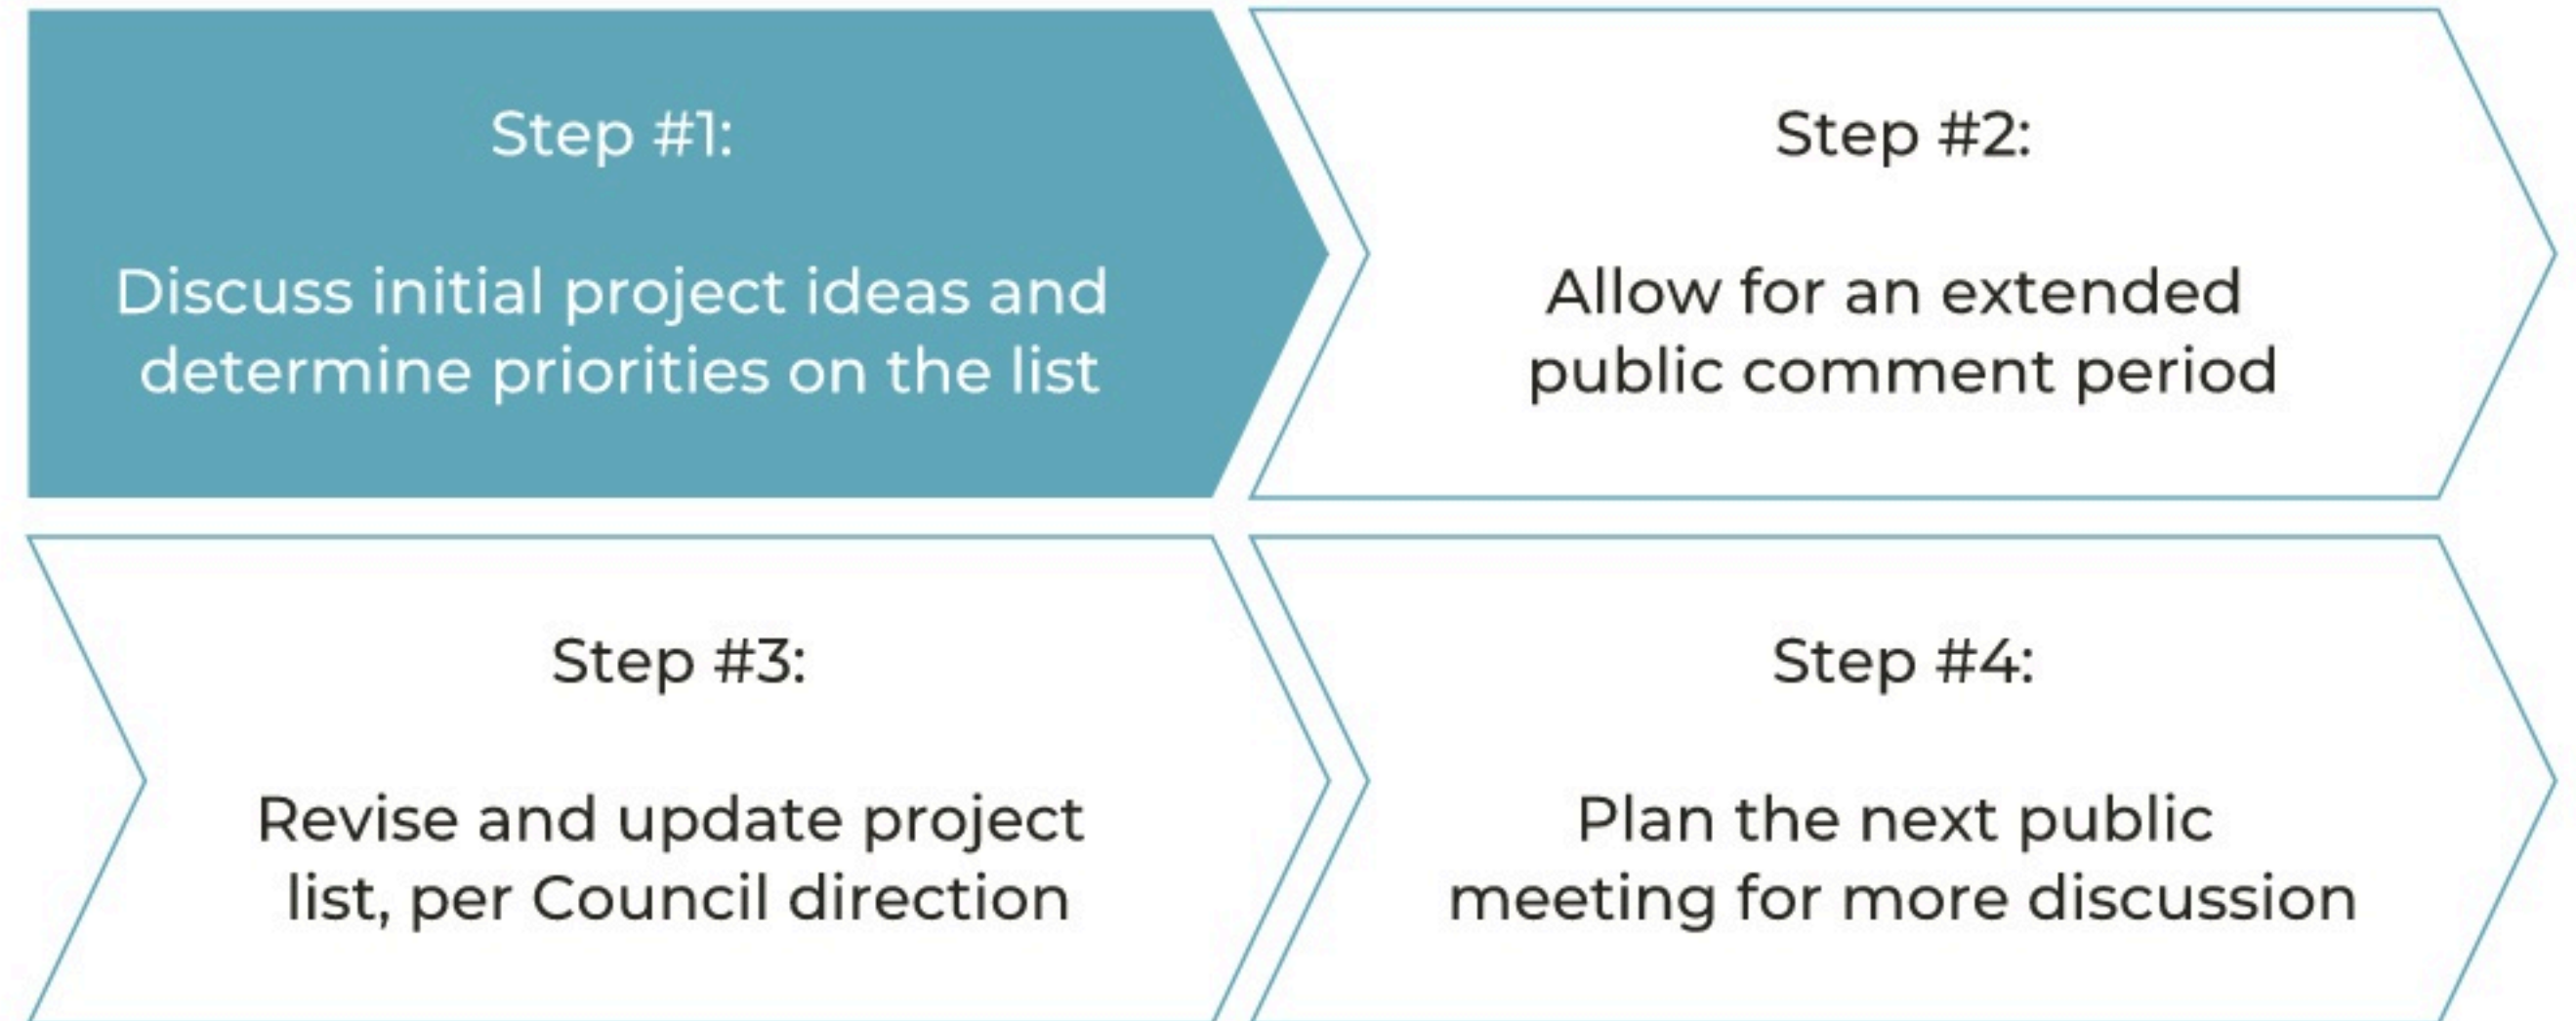 Step #1:
Discuss initial project ideas and
determine priorities on the list
Step #2:
Allow for an extended
public comment period
Step #3:
Revise and update project
list, per Council direction
Step #4:
Plan the next public
meeting for more discussion